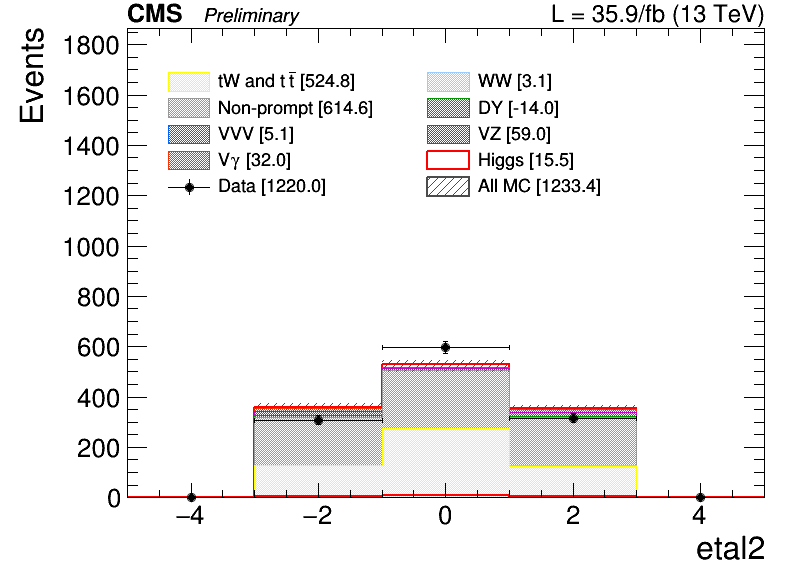 CMS Preliminary L = 35.9/fb (13 TeV)
Events
1800
1600
1400
1200
1000
800
600
400
200
0
tW and t t̄ [524.8] WW [3.1]
Non-prompt [614.6] DY [-14.0]
VVV [5.1] VZ [59.0]
Vγ [32.0] Higgs [15.5]
Data [1220.0] All MC [1233.4]
−4 −2 0 2 4
etal2